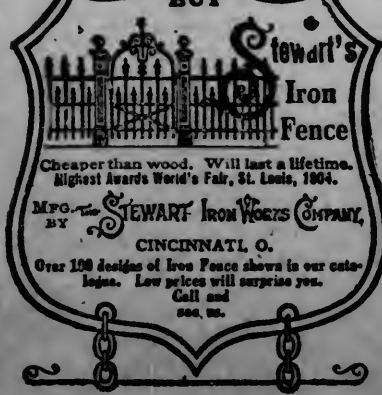 BUY
Stewart's
Iron
Fence
Cheaper than wood. Will last a lifetime.
Highest Awards World's Fair, St. Louis, 1904.
MFG. BY The STEWART IRON WORKS COMPANY,
CINCINNATI, O.
Over 100 designs of Iron Fence shown in our cata-
logue. Low prices will surprise you.
Call and
see us.